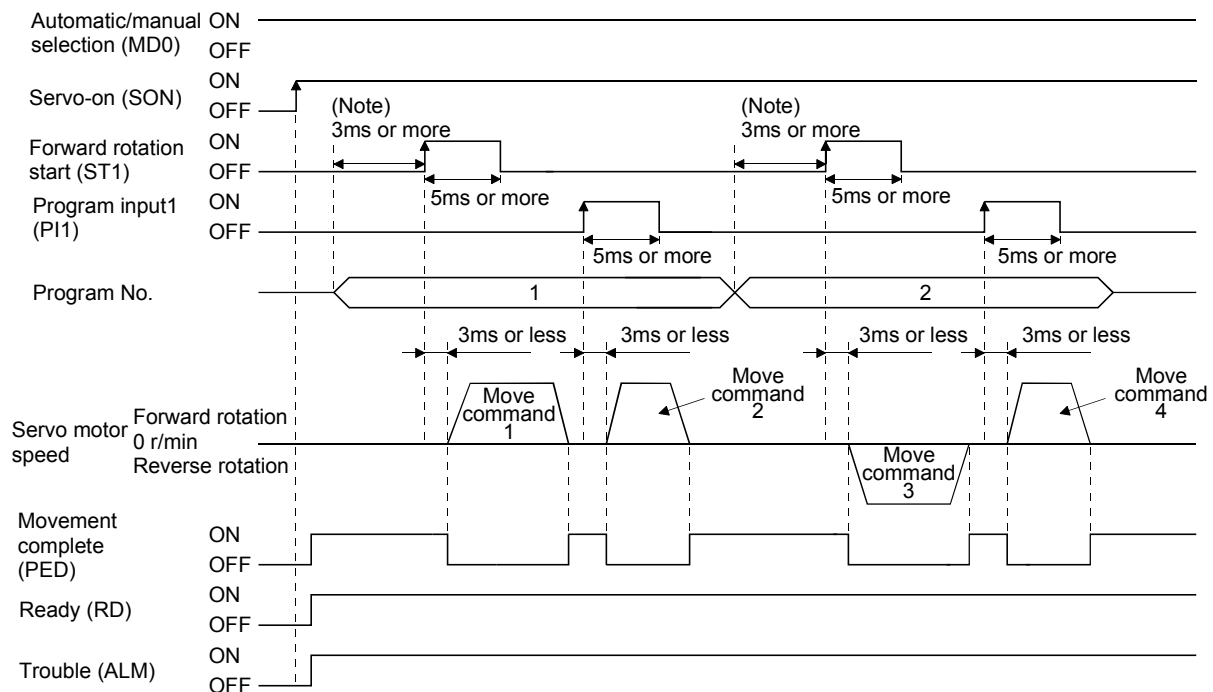 Automatic/manual
selection (MD0)
ON
OFF
Servo-on (SON)
ON
OFF
(Note)
3ms or more
(Note)
3ms or more
Forward rotation
start (ST1)
ON
OFF
5ms or more
5ms or more
Program input1
(PI1)
ON
OFF
5ms or more
5ms or more
Program No.
1
2
3ms or less
3ms or less
3ms or less
3ms or less
Servo motor
speed
Forward rotation
0 r/min
Reverse rotation
Move
command
1
Move
command
2
Move
command
3
Move
command
4
Movement
complete
(PED)
ON
OFF
Ready (RD)
ON
OFF
Trouble (ALM)
ON
OFF